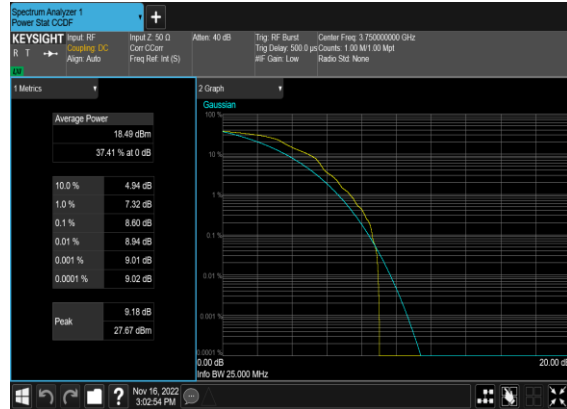 Spectrum Analyzer 1
Power Stat CCDF
KEYSIGHT
R T
Input: RF
Coupling: DC
Align: Auto
Input Z: 50 Ω
Corr CCorr
Freq Ref: Int (S)
Atten: 40 dB
Trig: RF Burst
Trig Delay: 500.0 µs
#IF Gain: Low
Center Freq: 3.750000000 GHz
Counts: 1.00 M/1.00 Mpt
Radio Std: None
1 Metrics
Average Power
18.49 dBm
37.41 % at 0 dB
10.0 % 4.94 dB
1.0 % 7.32 dB
0.1 % 8.60 dB
0.01 % 8.94 dB
0.001 % 9.01 dB
0.0001 % 9.02 dB
Peak
9.18 dB
27.67 dBm
2 Graph
Gaussian
100 %
10 %
1 %
0.1 %
0.01 %
0.001 %
0.0001 %
0.00 dB
20.00 dB
Info BW 25.000 MHz
?
Nov 16, 2022
3:02:54 PM